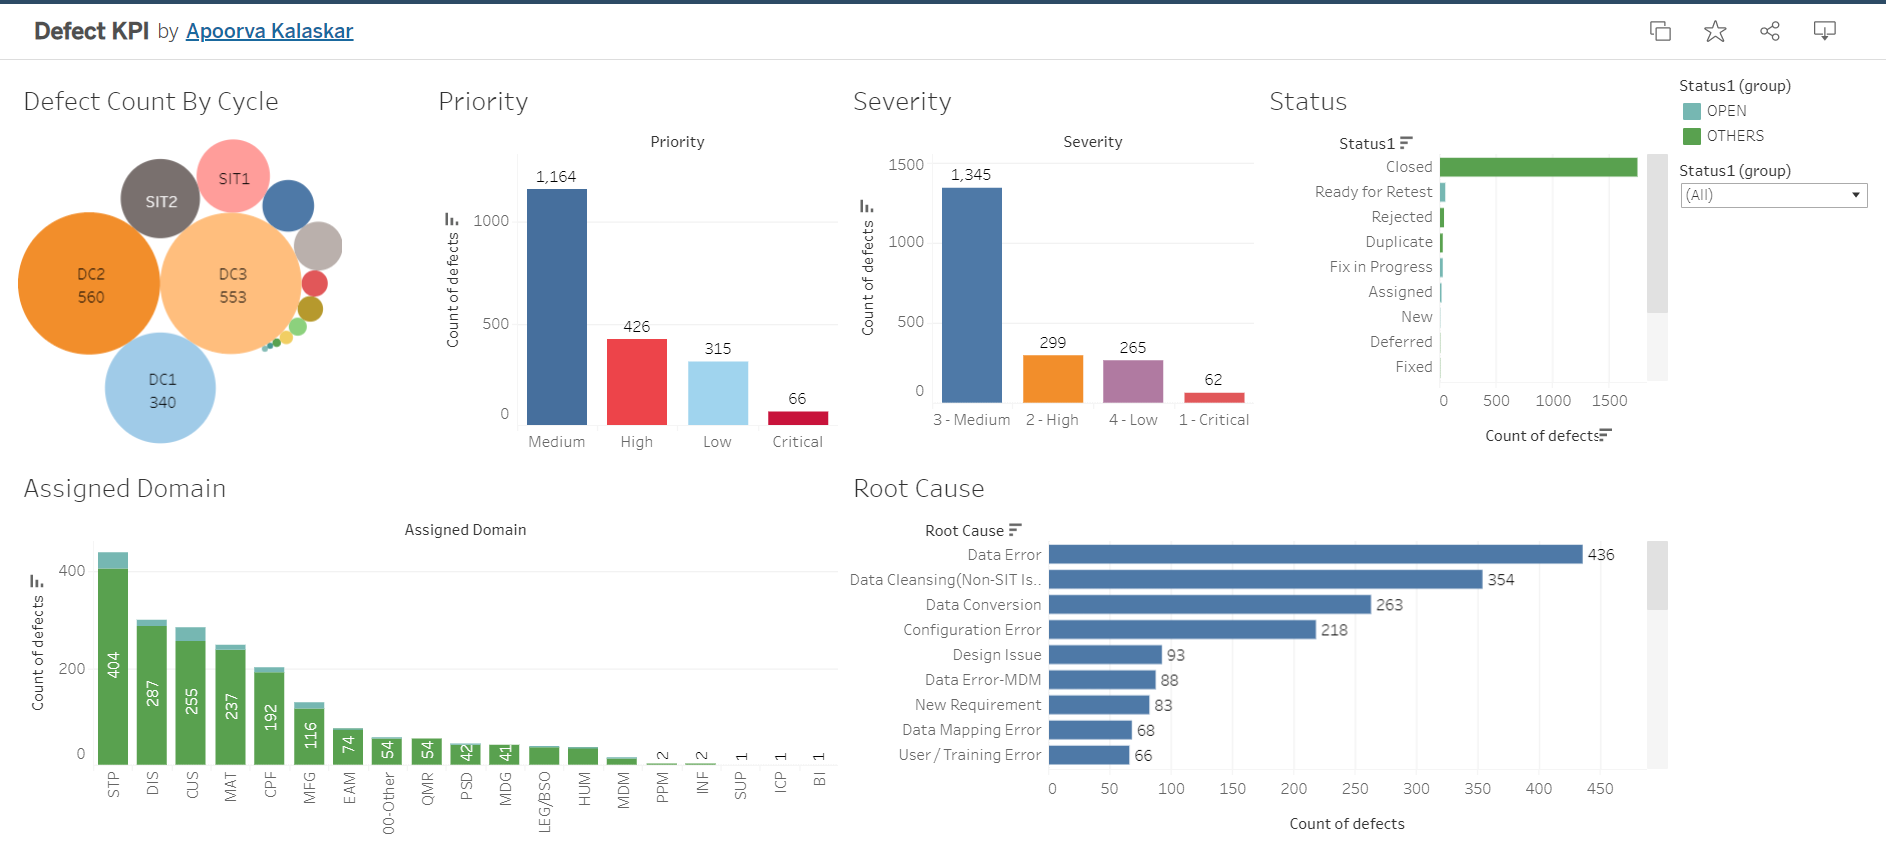 Defect KPI by Apoorva Kalaskar
Defect Count By Cycle
SIT1
SIT2
DC2
560
DC3
553
DC1
340
Priority
Priority
Count of defects
1000
500
0
1,164
426
315
66
Medium
High
Low
Critical
Severity
Severity
Count of defects
1500
1000
500
0
1,345
299
265
62
3 - Medium
2 - High
4 - Low
1 - Critical
Status
Status1
Closed
Ready for Retest
Rejected
Duplicate
Fix in Progress
Assigned
New
Deferred
Fixed
0 500 1000 1500
Count of defects
Status1 (group)
OPEN
OTHERS
Status1 (group)
(All)
Assigned Domain
Assigned Domain
Count of defects
400
200
0
404
287
255
237
192
116
74
54
54
42
41
2
2
1
1
1
STP
DIS
CUS
MAT
CPF
MFG
EAM
00-Other
QMR
PSD
MDG
LEG/BSO
HUM
MDM
PPM
INF
SUP
ICP
BI
Root Cause
Root Cause
Data Error 436
Data Cleansing(Non-SIT Is.. 354
Data Conversion 263
Configuration Error 218
Design Issue 93
Data Error-MDM 88
New Requirement 83
Data Mapping Error 68
User / Training Error 66
0 50 100 150 200 250 300 350 400 450
Count of defects